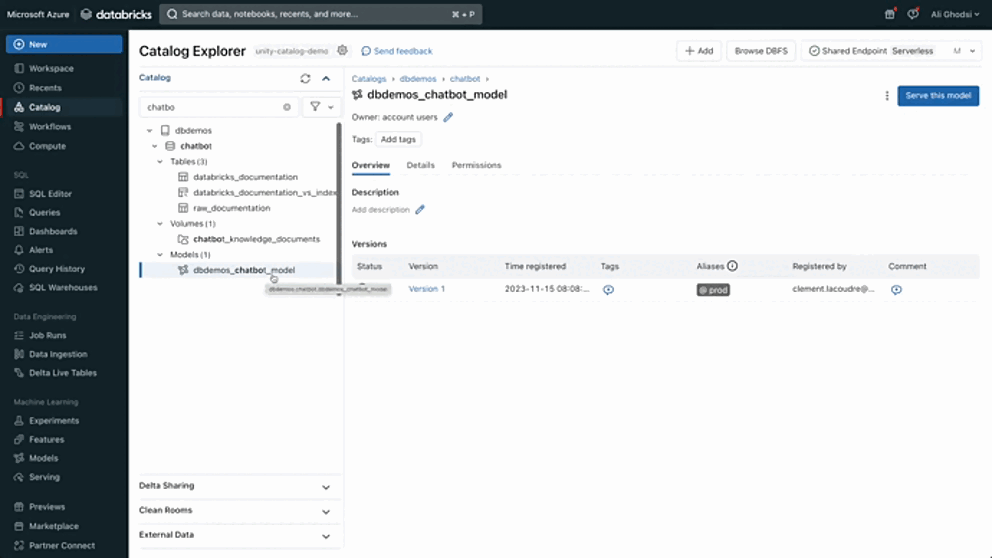 Microsoft Azure
databricks
Search data, notebooks, recents, and more...
⌘ + P
Ali Ghodsi
New
Workspace
Recents
Catalog
Workflows
Compute
SQL
SQL Editor
Queries
Dashboards
Alerts
Query History
SQL Warehouses
Data Engineering
Job Runs
Data Ingestion
Delta Live Tables
Machine Learning
Experiments
Features
Models
Serving
Previews
Marketplace
Partner Connect
Catalog Explorer
unity-catalog-demo
Send feedback
Add
Browse DBFS
Shared Endpoint Serverless M
Catalog
chatbo
dbdemos
chatbot
Tables (3)
databricks_documentation
databricks_documentation_vs_index
raw_documentation
Volumes (1)
chatbot_knowledge_documents
Models (1)
dbdemos_chatbot_model
dbdemos.chatbot.dbdemos_chatbot_model
Delta Sharing
Clean Rooms
External Data
Catalogs › dbdemos › chatbot ›
dbdemos_chatbot_model
Serve this model
Owner: account users
Tags: Add tags
Overview Details Permissions
Description
Add description
Versions
Status Version Time registered Tags Aliases Registered by Comment
Version 1 2023-11-15 08:08:... @ prod clement.lacoudre@...